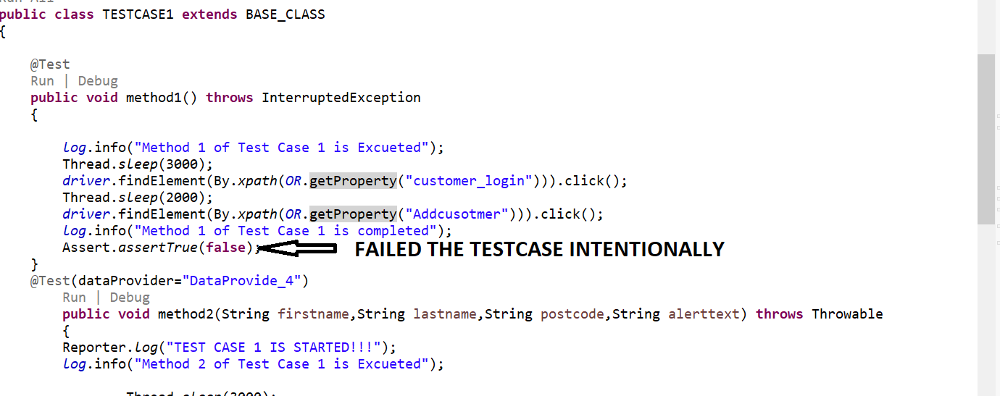 Run All
public class TESTCASE1 extends BASE_CLASS
{
@Test
Run | Debug
public void method1() throws InterruptedException
{
log.info("Method 1 of Test Case 1 is Excueted");
Thread.sleep(3000);
driver.findElement(By.xpath(OR.getProperty("customer_login"))).click();
Thread.sleep(2000);
driver.findElement(By.xpath(OR.getProperty("Addcusotmer"))).click();
log.info("Method 1 of Test Case 1 is completed");
Assert.assertTrue(false); FAILED THE TESTCASE INTENTIONALLY
}
@Test(dataProvider="DataProvide_4")
Run | Debug
public void method2(String firstname,String lastname,String postcode,String alerttext) throws Throwable
{
Reporter.log("TEST CASE 1 IS STARTED!!!");
log.info("Method 2 of Test Case 1 is Excueted");
Thread.sleep(3000);